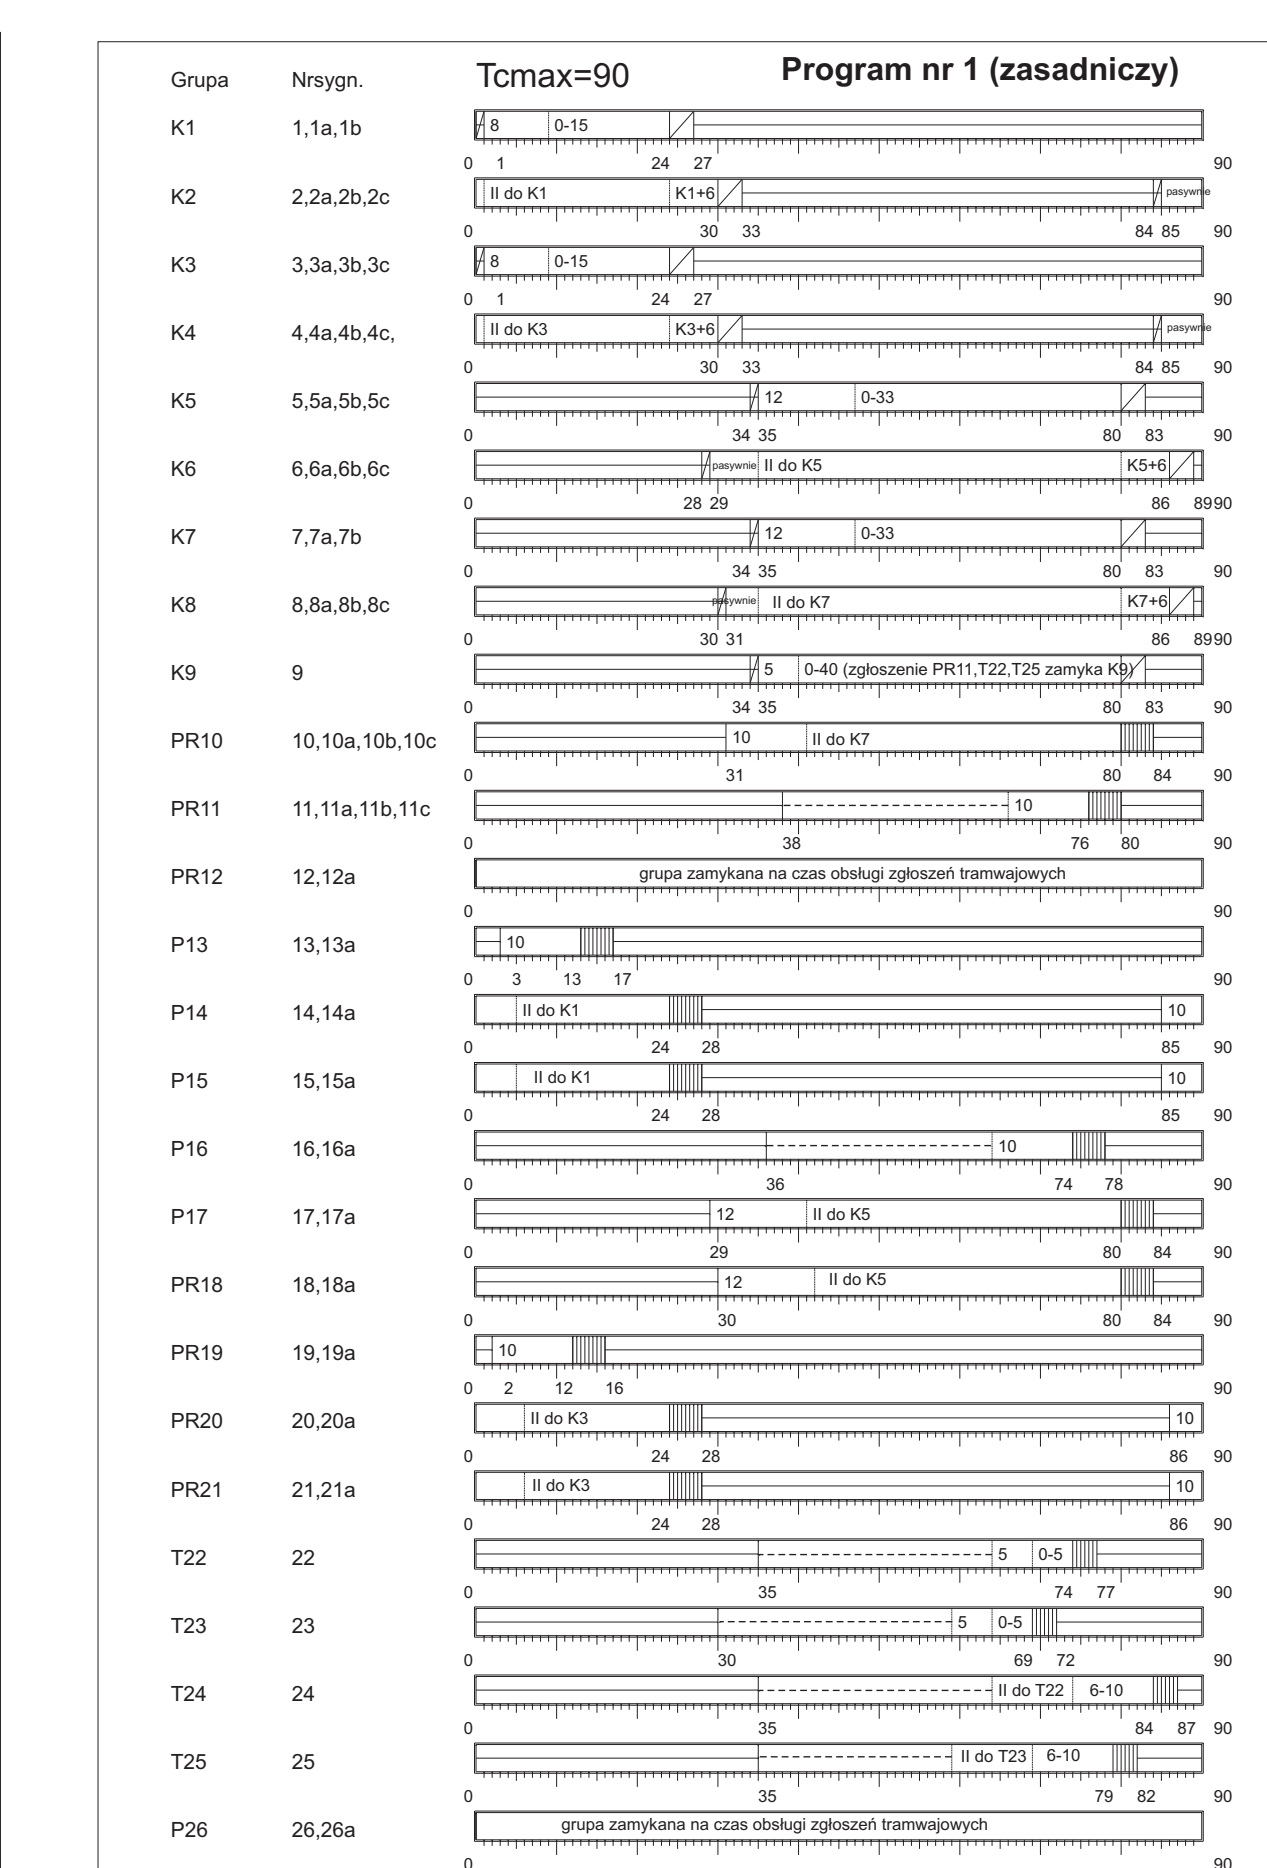 Grupa Nrsygn. Tcmax=90 Program nr 1 (zasadniczy)
K1 1,1a,1b 8 0-15
0 1 24 27 90
K2 2,2a,2b,2c II do K1 K1+6 pasywnie
0 30 33 84 85 90
K3 3,3a,3b,3c 8 0-15
0 1 24 27 90
K4 4,4a,4b,4c, II do K3 K3+6 pasywnie
0 30 33 84 85 90
K5 5,5a,5b,5c 12 0-33
0 34 35 80 83 90
K6 6,6a,6b,6c pasywnie II do K5 K5+6
0 28 29 86 89 90
K7 7,7a,7b 12 0-33
0 34 35 80 83 90
K8 8,8a,8b,8c pasywnie II do K7 K7+6
0 30 31 86 89 90
K9 9 5 0-40 (zgłoszenie PR11,T22,T25 zamyka K9)
0 34 35 80 83 90
PR10 10,10a,10b,10c 10 II do K7
0 31 80 84 90
PR11 11,11a,11b,11c 10
0 38 76 80 90
PR12 12,12a grupa zamykana na czas obsługi zgłoszeń tramwajowych
0 90
P13 13,13a 10
0 3 13 17 90
P14 14,14a II do K1 10
0 24 28 85 90
P15 15,15a II do K1 10
0 24 28 85 90
P16 16,16a 10
0 36 74 78 90
P17 17,17a 12 II do K5
0 29 80 84 90
PR18 18,18a 12 II do K5
0 30 80 84 90
PR19 19,19a 10
0 2 12 16 90
PR20 20,20a II do K3 10
0 24 28 86 90
PR21 21,21a II do K3 10
0 24 28 86 90
T22 22 5 0-5
0 35 74 77 90
T23 23 5 0-5
0 30 69 72 90
T24 24 II do T22 6-10
0 35 84 87 90
T25 25 II do T23 6-10
0 35 79 82 90
P26 26,26a grupa zamykana na czas obsługi zgłoszeń tramwajowych
0 90